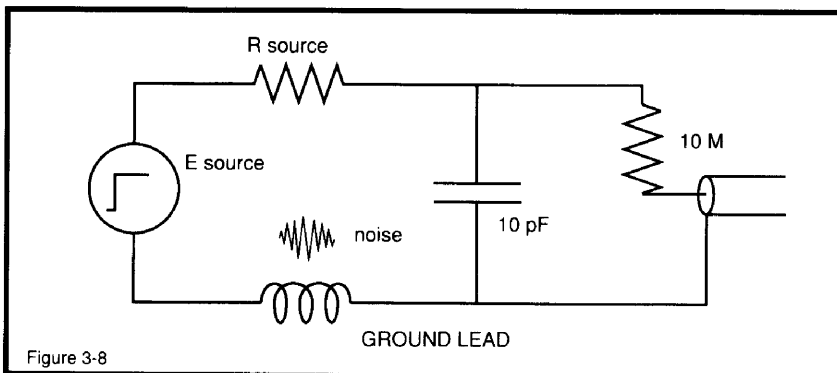 R source
10 M
E source
10 pF
noise
GROUND LEAD
Figure 3-8